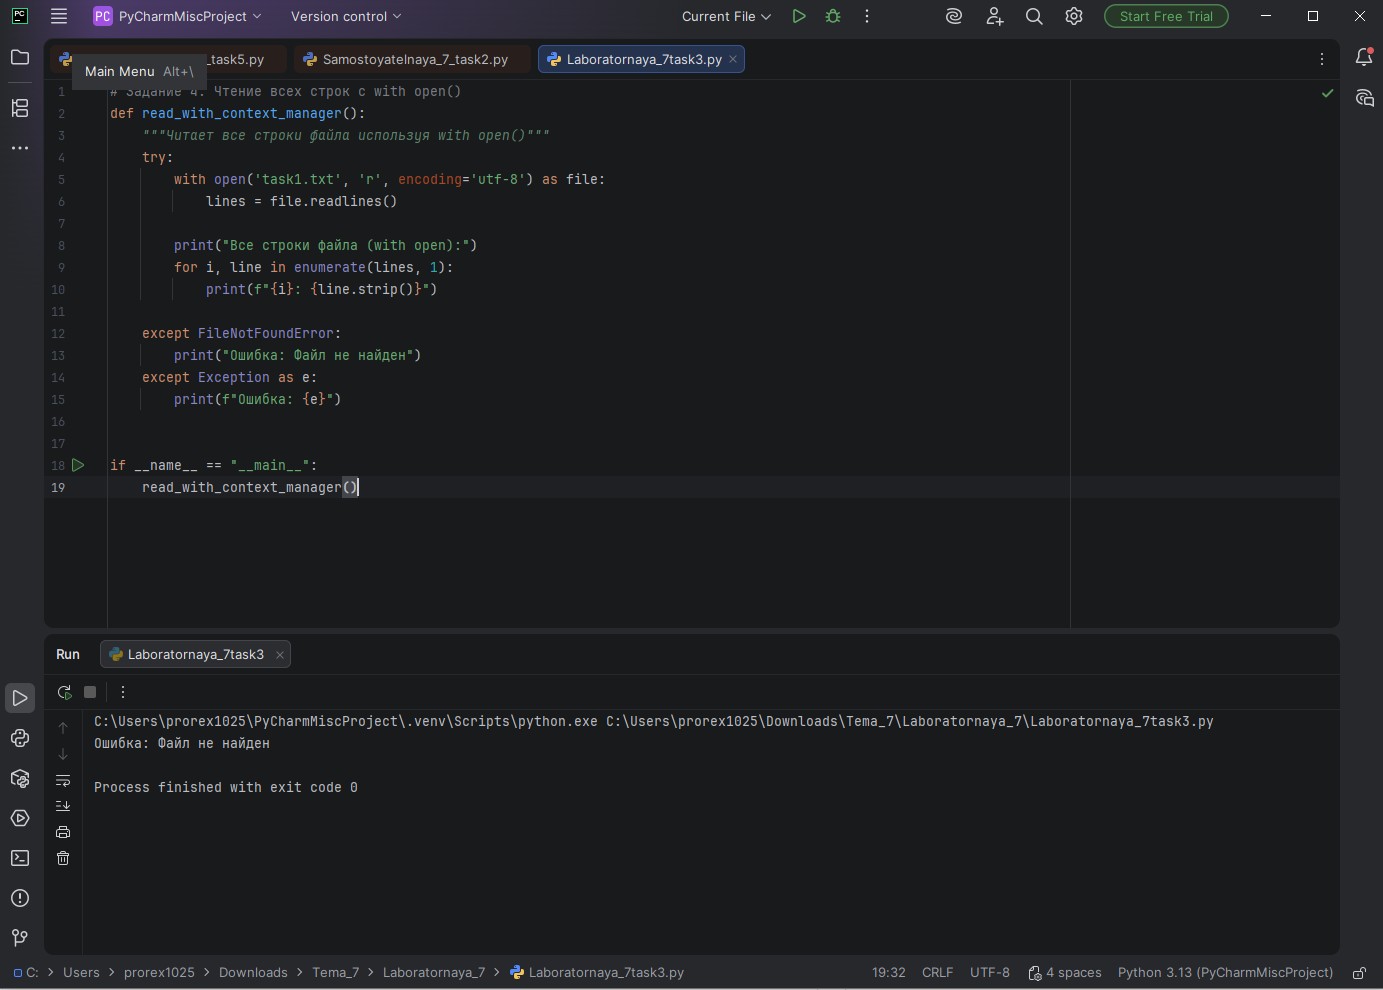 PC PyCharmMiscProject Version control Current File Start Free Trial
_task5.py Samostoyatelnaya_7_task2.py Laboratornaya_7task3.py
Main Menu Alt+\
1 # Задание 4. Чтение всех строк с with open()
2 def read_with_context_manager():
3 """Читает все строки файла используя with open()"""
4 try:
5 with open('task1.txt', 'r', encoding='utf-8') as file:
6 lines = file.readlines()
7
8 print("Все строки файла (with open):")
9 for i, line in enumerate(lines, 1):
10 print(f"{i}: {line.strip()}")
11
12 except FileNotFoundError:
13 print("Ошибка: Файл не найден")
14 except Exception as e:
15 print(f"Ошибка: {e}")
16
17
18 if __name__ == "__main__":
19 read_with_context_manager()
Run Laboratornaya_7task3
C:\Users\prorex1025\PyCharmMiscProject\.venv\Scripts\python.exe C:\Users\prorex1025\Downloads\Tema_7\Laboratornaya_7\Laboratornaya_7task3.py
Ошибка: Файл не найден
Process finished with exit code 0
C: > Users > prorex1025 > Downloads > Tema_7 > Laboratornaya_7 > Laboratornaya_7task3.py 19:32 CRLF UTF-8 4 spaces Python 3.13 (PyCharmMiscProject)